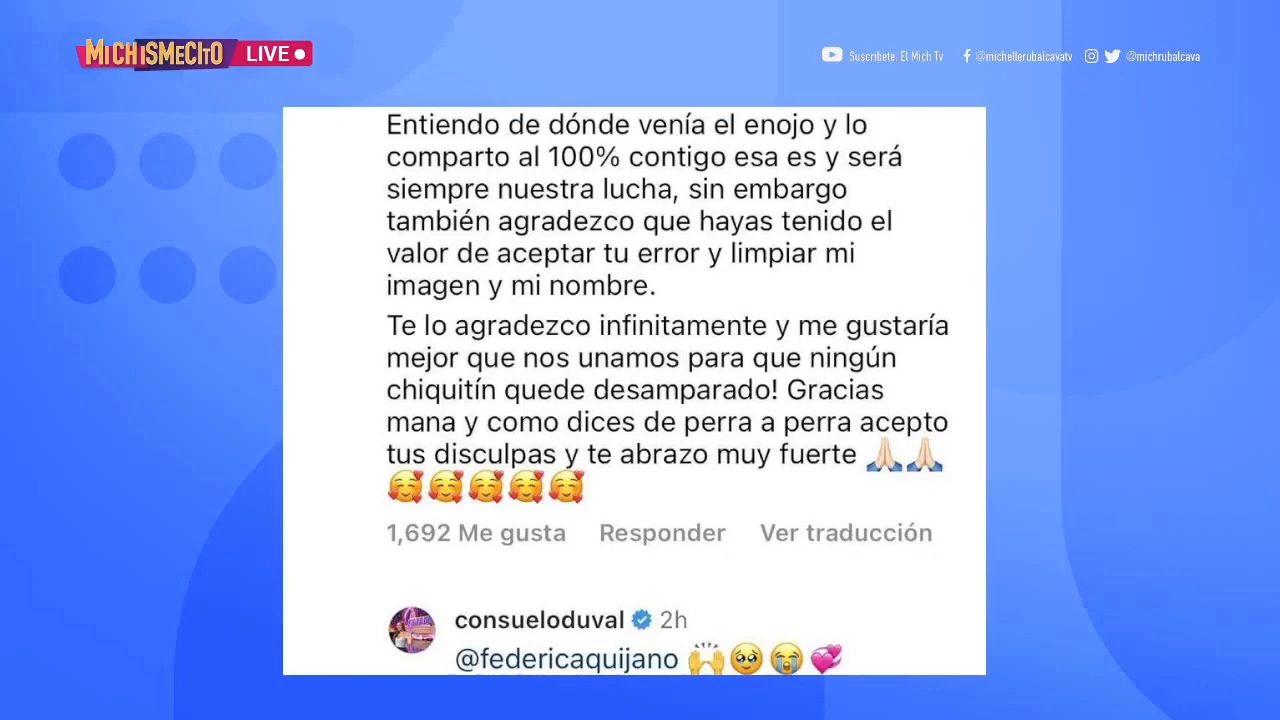 MICHISMECITO LIVE
Suscribete: El Mich Tv @michellerubalcavatv @michrubalcava
Entiendo de dónde venía el enojo y lo
comparto al 100% contigo esa es y será
siempre nuestra lucha, sin embargo
también agradezco que hayas tenido el
valor de aceptar tu error y limpiar mi
imagen y mi nombre.
Te lo agradezco infinitamente y me gustaría
mejor que nos unamos para que ningún
chiquitín quede desamparado! Gracias
mana y como dices de perra a perra acepto
tus disculpas y te abrazo muy fuerte 🙏🏻🙏🏻
🥰🥰🥰🥰🥰
1,692 Me gusta Responder Ver traducción
consueloduval 2h
@federicaquijano 🙌🥹😭💞